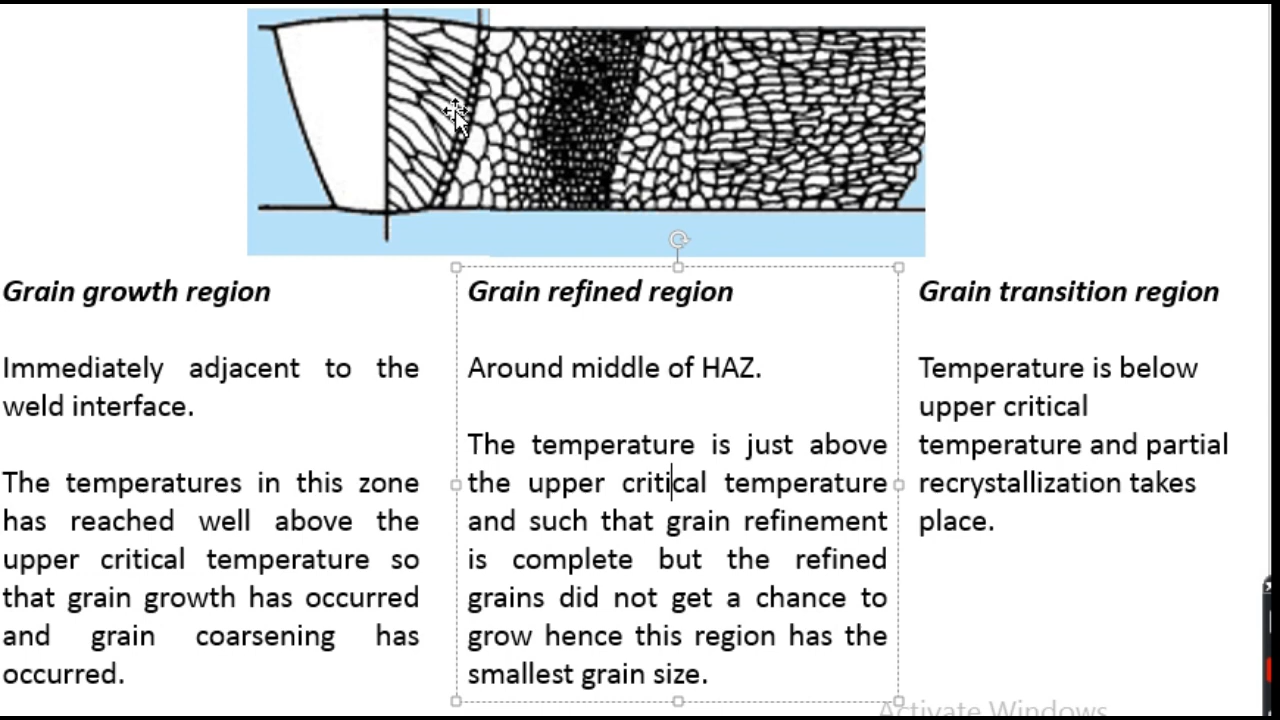 Grain growth region
Immediately adjacent to the
weld interface.
The temperatures in this zone
has reached well above the
upper critical temperature so
that grain growth has occurred
and grain coarsening has
occurred.
Grain refined region
Around middle of HAZ.
The temperature is just above
the upper critical temperature
and such that grain refinement
is complete but the refined
grains did not get a chance to
grow hence this region has the
smallest grain size.
Grain transition region
Temperature is below
upper critical
temperature and partial
recrystallization takes
place.
Activate Windows